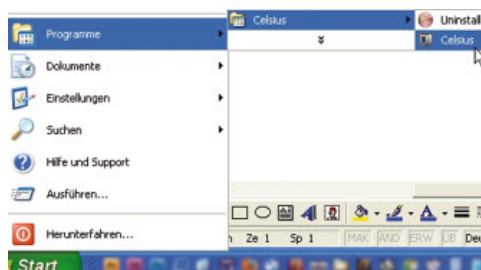 Programme
Celsius
Uninstall
Celsius
Dokumente
Einstellungen
Suchen
Hilfe und Support
Ausführen...
Herunterfahren...
Ze 1 Sp 1 MAK ÄND ERW ÜB
Start